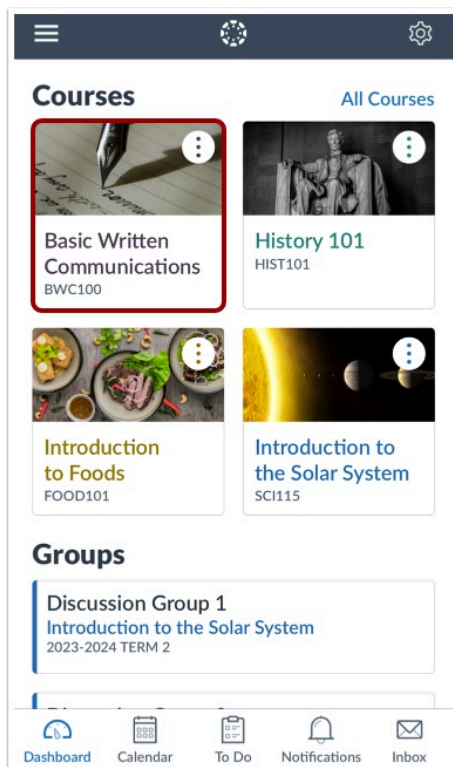 Courses
All Courses
Basic Written
Communications
BWC100
History 101
HIST101
Introduction
to Foods
FOOD101
Introduction to
the Solar System
SCI115
Groups
Discussion Group 1
Introduction to the Solar System
2023-2024 TERM 2
Dashboard
Calendar
To Do
Notifications
Inbox